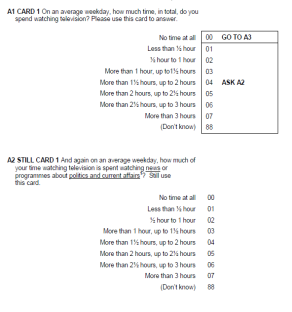 A1 CARD 1 On an average weekday, how much time, in total, do you
spend watching television? Please use this card to answer.
No time at all 00 GO TO A3
Less than ½ hour 01
½ hour to 1 hour 02
More than 1 hour, up to1½ hours 03
More than 1½ hours, up to 2 hours 04 ASK A2
More than 2 hours, up to 2½ hours 05
More than 2½ hours, up to 3 hours 06
More than 3 hours 07
(Don't know) 88
A2 STILL CARD 1 And again on an average weekday, how much of
your time watching television is spent watching news or
programmes about politics and current affairs? Still use
this card.
No time at all 00
Less than ½ hour 01
½ hour to 1 hour 02
More than 1 hour, up to 1½ hours 03
More than 1½ hours, up to 2 hours 04
More than 2 hours, up to 2½ hours 05
More than 2½ hours, up to 3 hours 06
More than 3 hours 07
(Don't know) 88